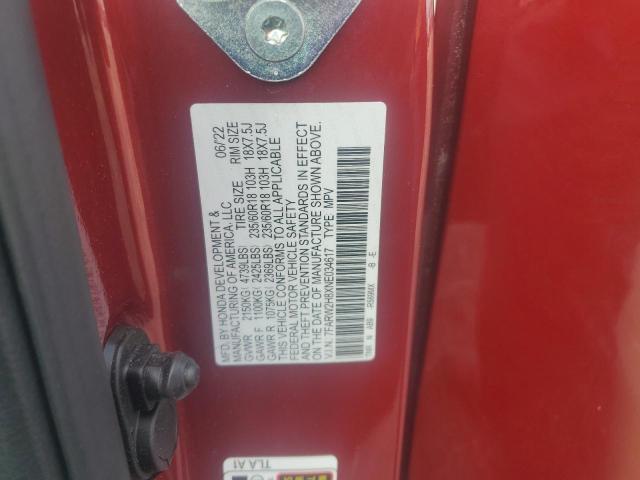 MFD. BY HONDA DEVELOPMENT & 06/22
MANUFACTURING OF AMERICA, LLC
TIRE SIZE RIM SIZE
GVWR 2150KG( 4739LBS)
GAWR F 1100KG( 2425LBS) 235/60R18 103H 18X7.5J
GAWR R 1075KG( 2369LBS) 235/60R18 103H 18X7.5J
THIS VEHICLE CONFORMS TO ALL APPLICABLE
FEDERAL MOTOR VEHICLE SAFETY
AND THEFT PREVENTION STANDARDS IN EFFECT
ON THE DATE OF MANUFACTURE SHOWN ABOVE.
V.I.N. 7FARW2H8XNE034617 TYPE: MPV
-B -E
TLA A1